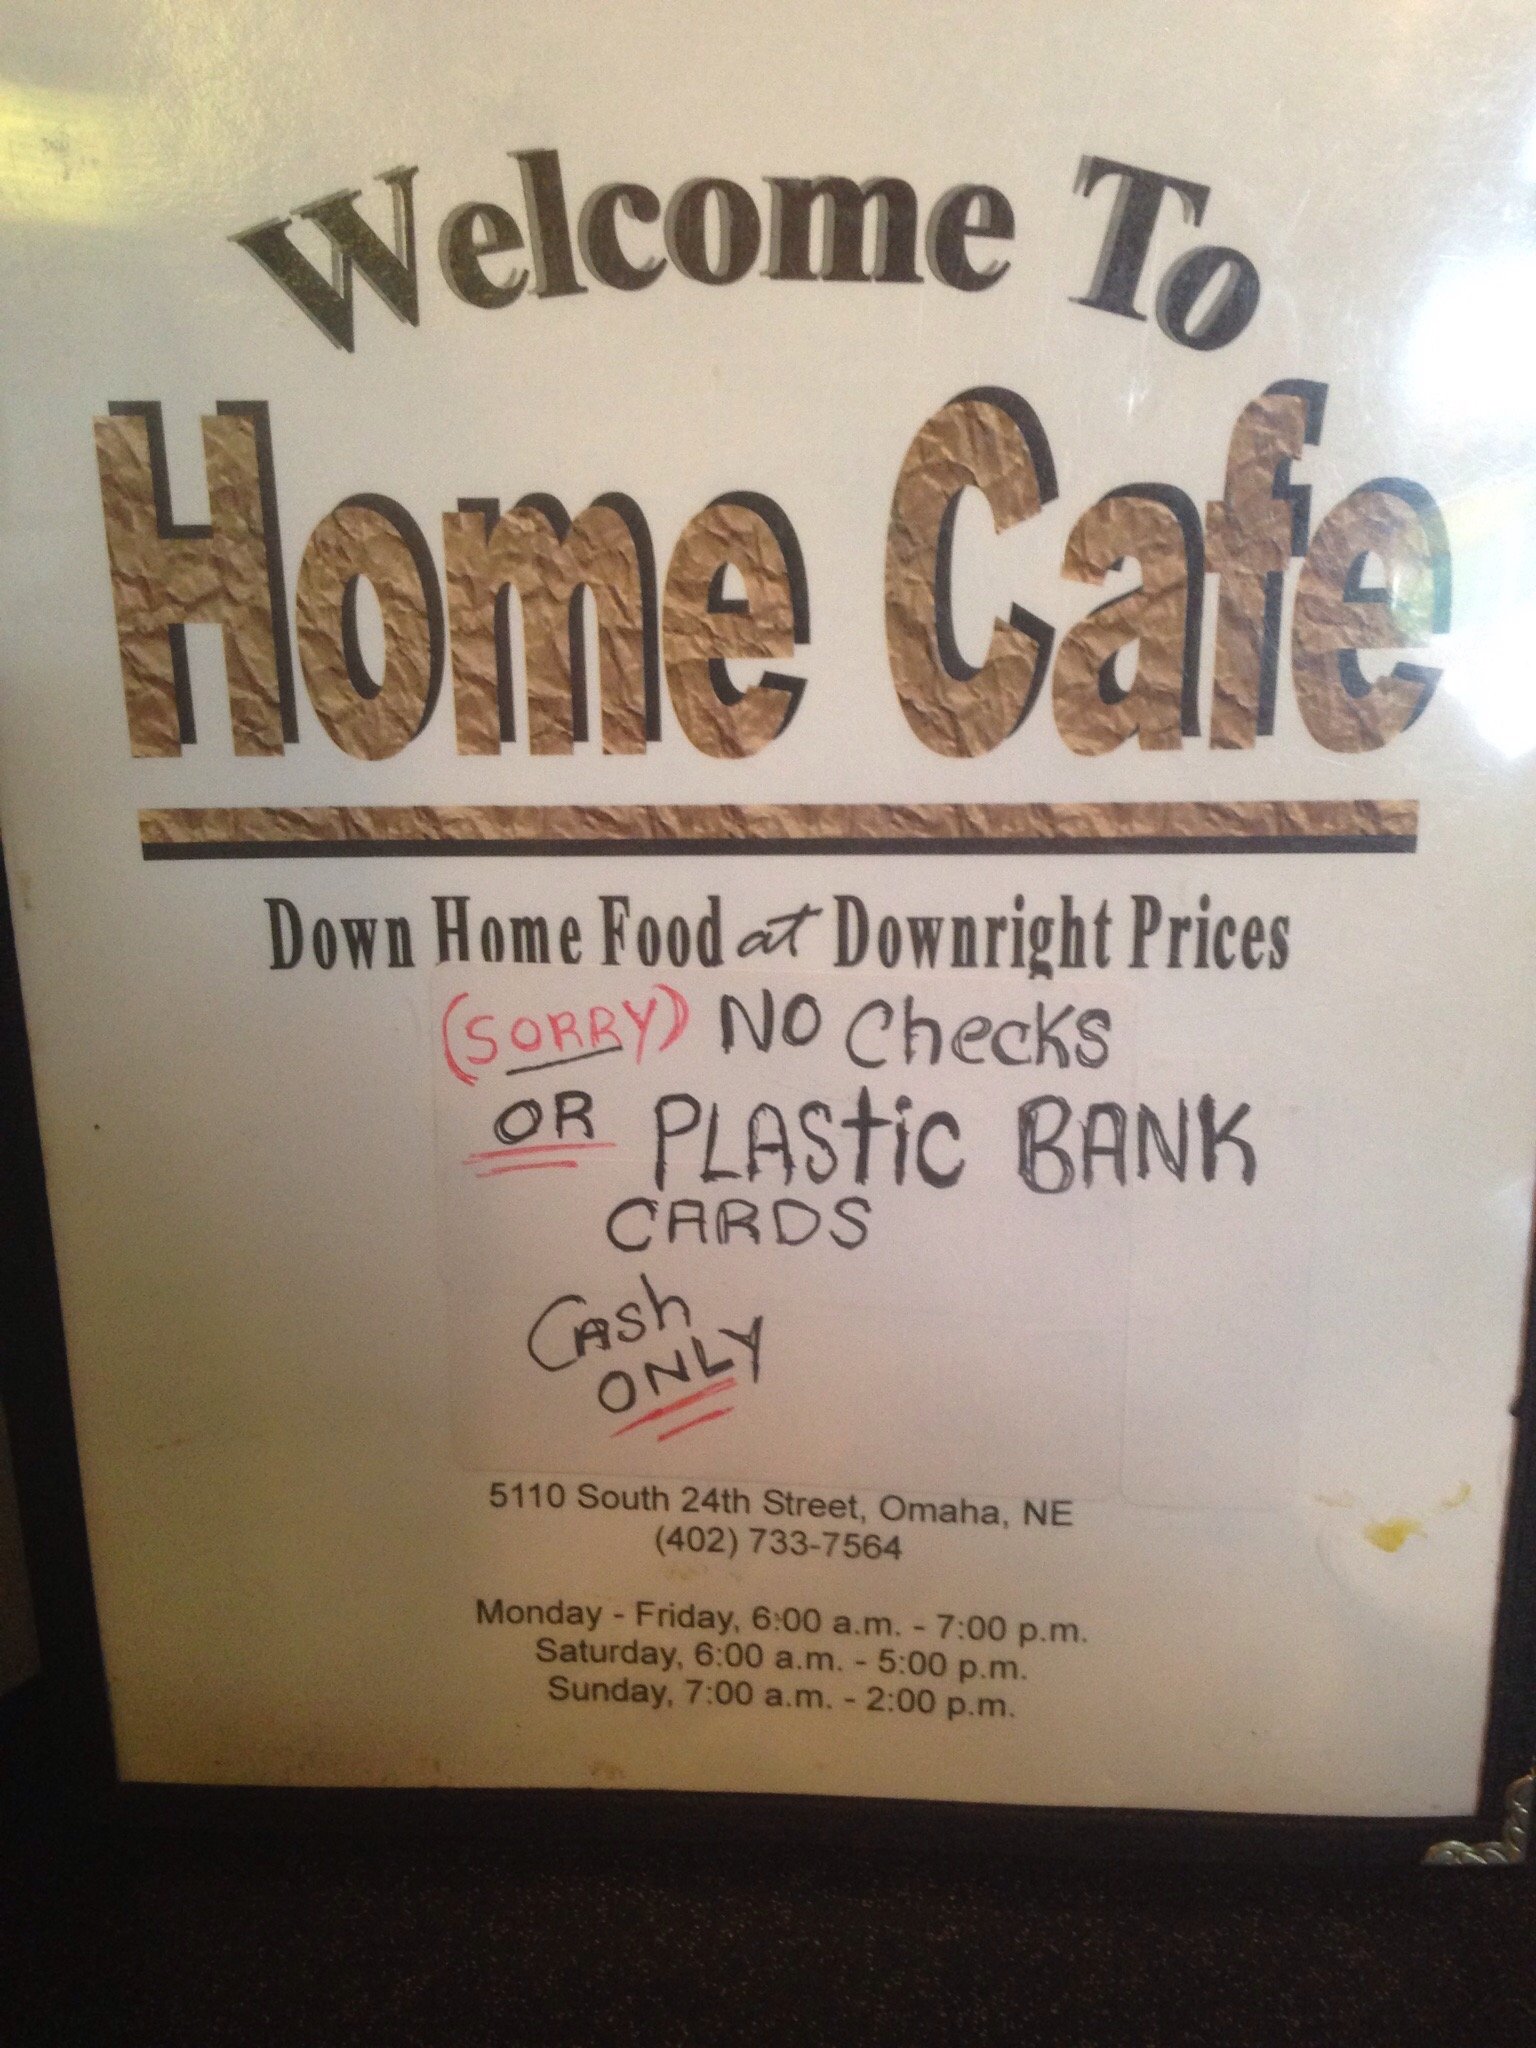 Welcome To
Home Cafe
Down Home Food at Downright Prices
(SORRY) NO Checks
OR PLAStiC BANK
CARDS
CAsh
ONLY
5110 South 24th Street, Omaha, NE
(402) 733-7564
Monday - Friday, 6:00 a.m. - 7:00 p.m.
Saturday, 6:00 a.m. - 5:00 p.m.
Sunday, 7:00 a.m. - 2:00 p.m.